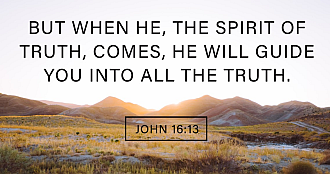 BUT WHEN HE, THE SPIRIT OF
TRUTH, COMES, HE WILL GUIDE
YOU INTO ALL THE TRUTH.
JOHN 16:13